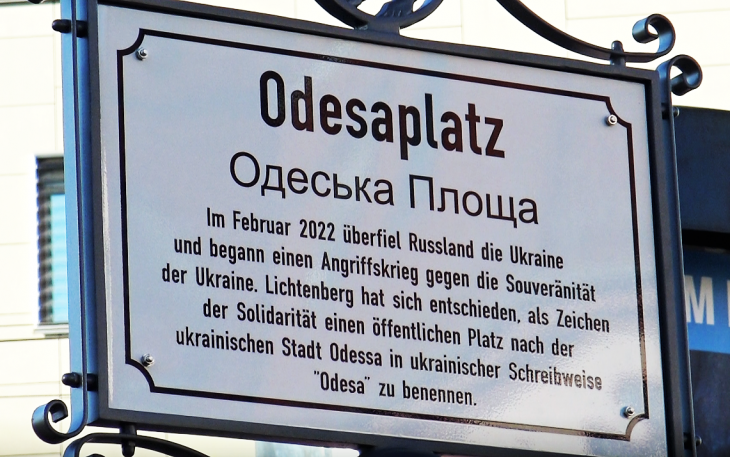 Odesaplatz
Одеська Площа
Im Februar 2022 überfiel Russland die Ukraine
und begann einen Angriffskrieg gegen die Souveränität
der Ukraine. Lichtenberg hat sich entschieden, als Zeichen
der Solidarität einen öffentlichen Platz nach der
ukrainischen Stadt Odessa in ukrainischer Schreibweise
"Odesa" zu benennen.
M